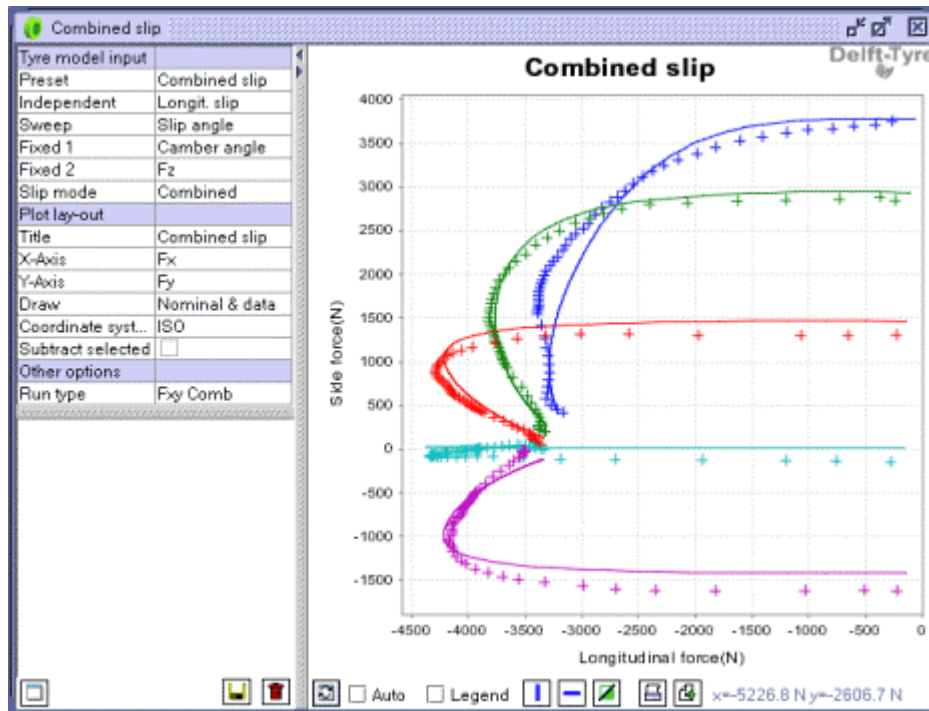 Combined slip
Tyre model input
Preset Combined slip
Independent Longit. slip
Sweep Slip angle
Fixed 1 Camber angle
Fixed 2 Fz
Slip mode Combined
Plot lay-out
Title Combined slip
X-Axis Fx
Y-Axis Fy
Draw Nominal & data
Coordinate syst... ISO
Subtract selected
Other options
Run type Fxy Comb
Combined slip
Delft-Tyre
Side force(N)
4000
3500
3000
2500
2000
1500
1000
500
0
-500
-1000
-1500
-4500 -4000 -3500 -3000 -2500 -2000 -1500 -1000 -500 0
Longitudinal force(N)
Auto Legend x=-5226.8 N y=-2606.7 N